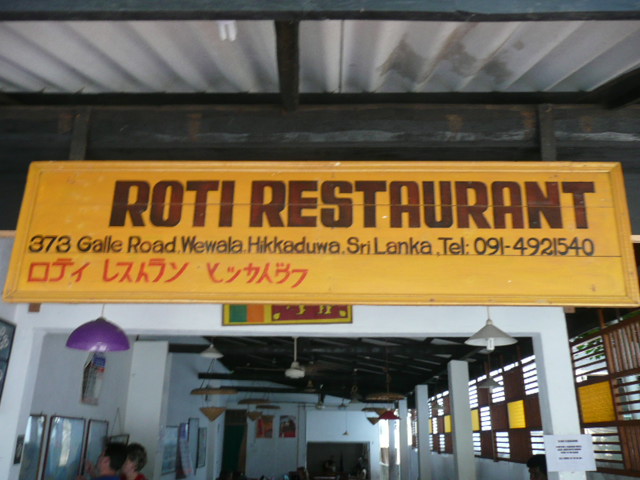 ROTI RESTAURANT
373 Galle Road, Wewala, Hikkaduwa, Sri Lanka, Tel: 091-4921540
ロティ レストラン ヒッカドゥワ